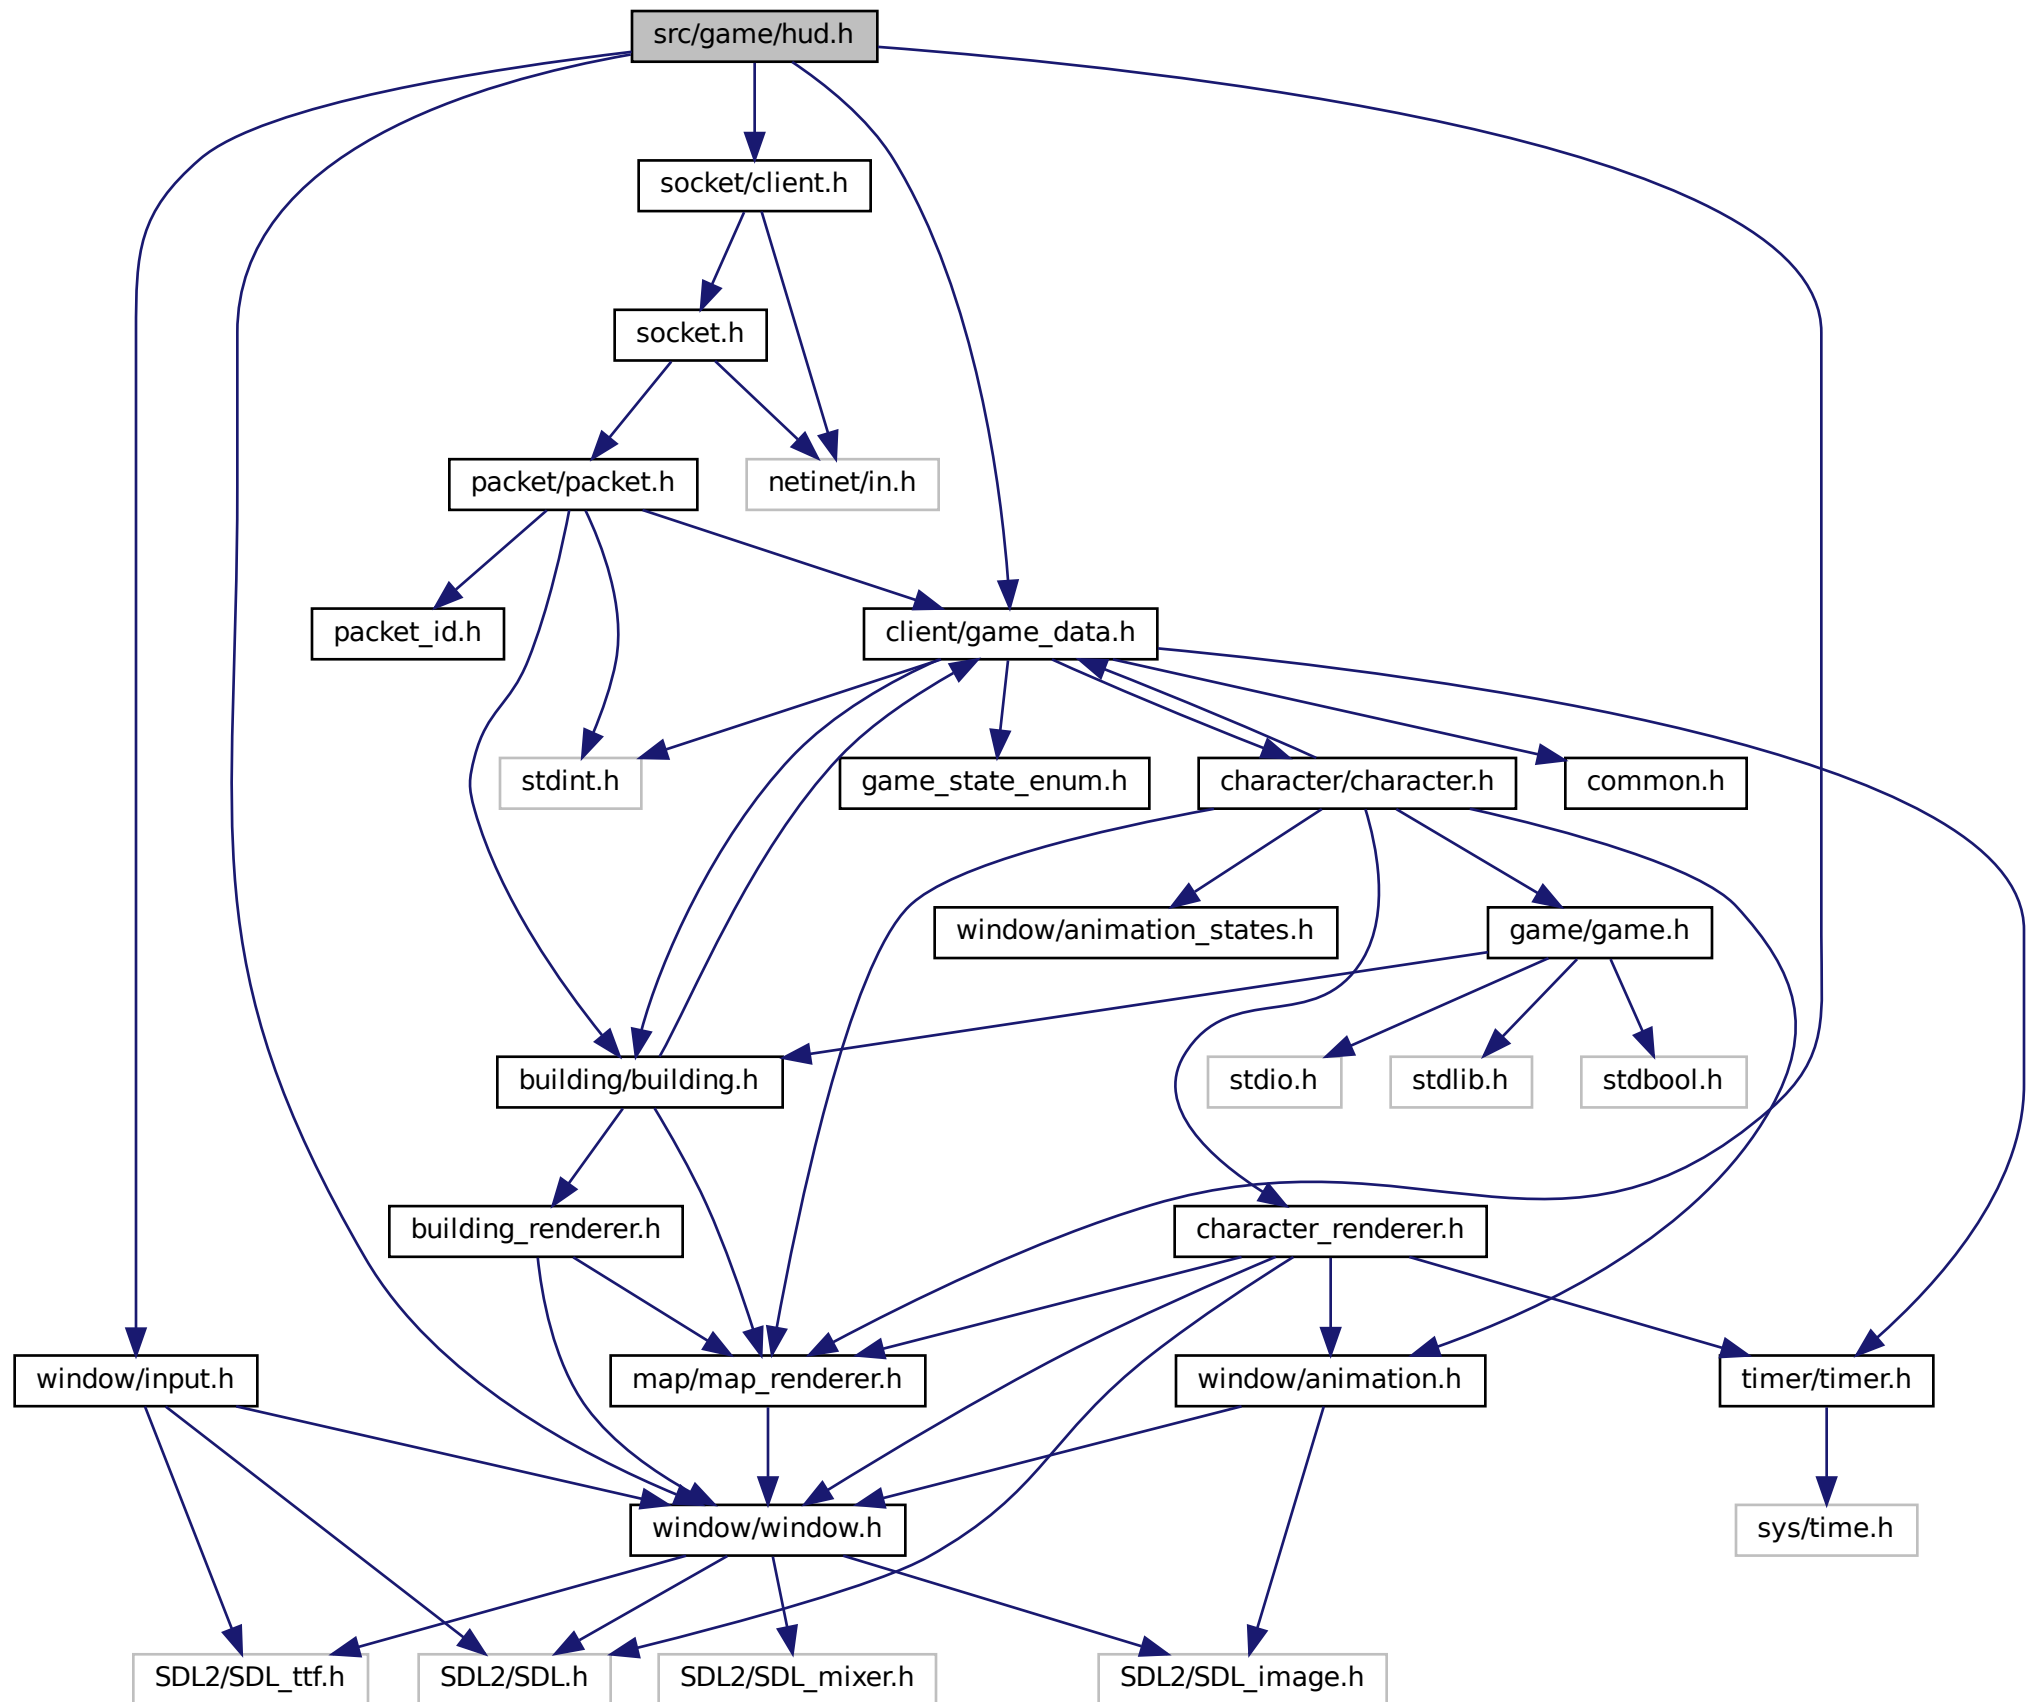 src/game/hud.h
socket/client.h
socket.h
packet/packet.h
netinet/in.h
packet_id.h
client/game_data.h
stdint.h
game_state_enum.h
character/character.h
common.h
window/animation_states.h
game/game.h
building/building.h
stdio.h
stdlib.h
stdbool.h
building_renderer.h
character_renderer.h
window/input.h
map/map_renderer.h
window/animation.h
timer/timer.h
window/window.h
sys/time.h
SDL2/SDL_ttf.h
SDL2/SDL.h
SDL2/SDL_mixer.h
SDL2/SDL_image.h